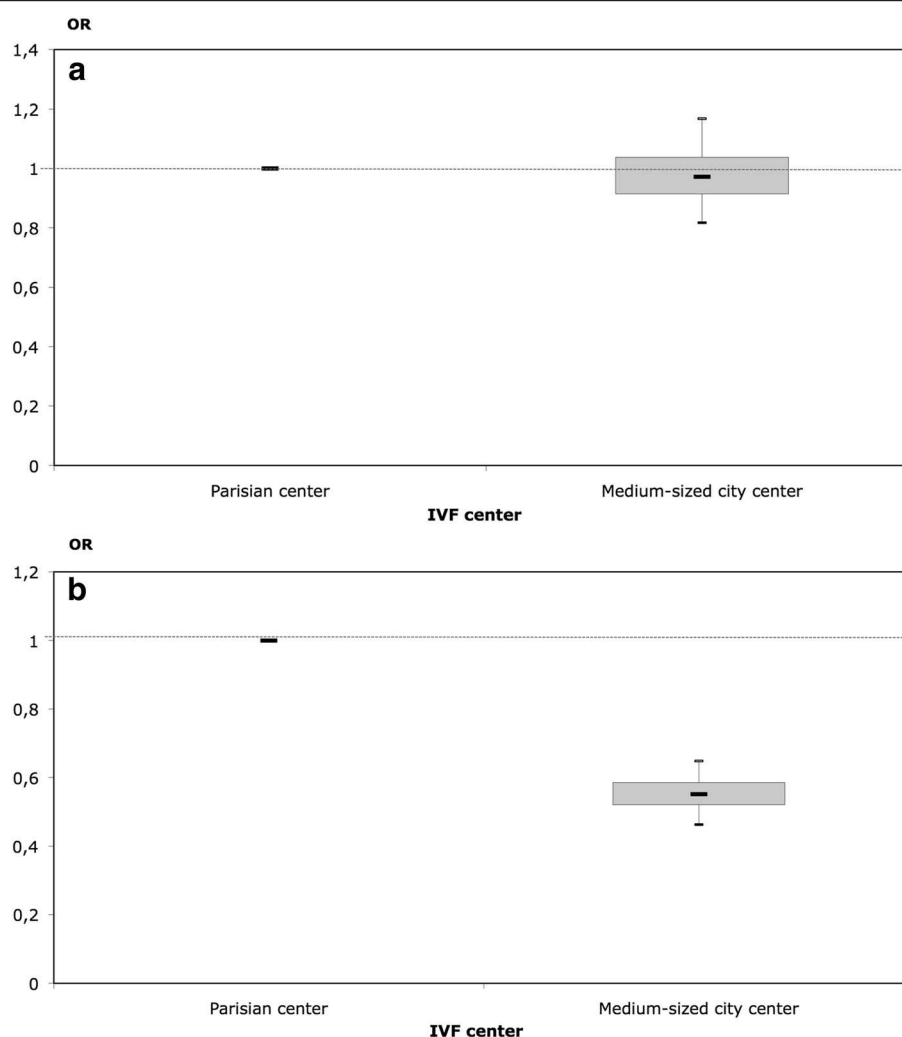 OR
1,4
a
1,2
1
0,8
0,6
0,4
0,2
0
Parisian center Medium-sized city center
IVF center
OR
1,2
b
1
0,8
0,6
0,4
0,2
0
Parisian center Medium-sized city center
IVF center